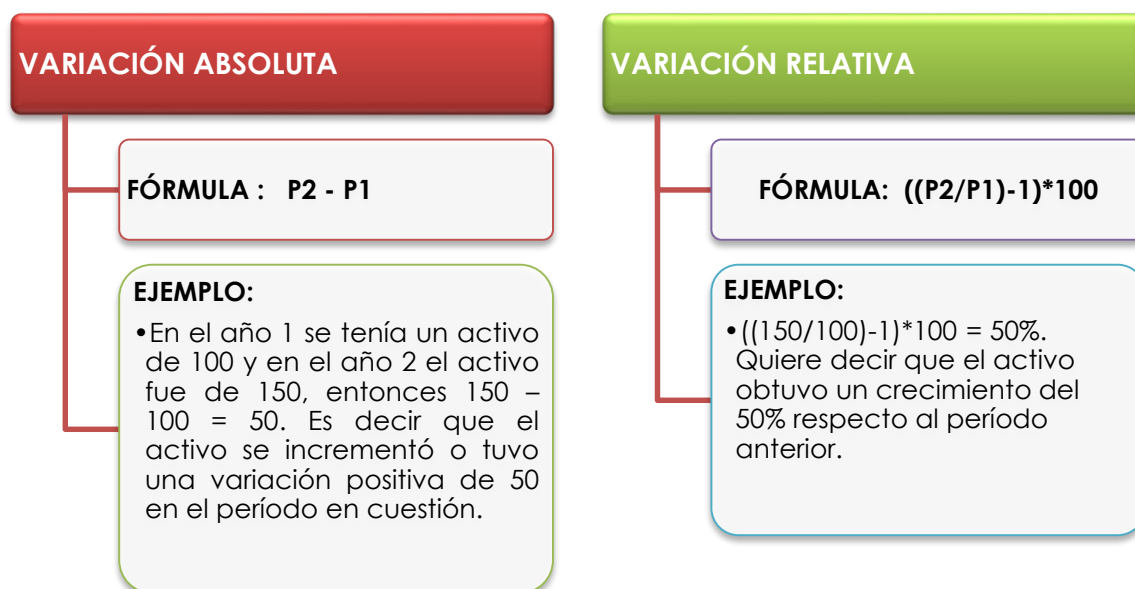 VARIACIÓN ABSOLUTA
FÓRMULA : P2 - P1
EJEMPLO:
•En el año 1 se tenía un activo
de 100 y en el año 2 el activo
fue de 150, entonces 150 –
100 = 50. Es decir que el
activo se incrementó o tuvo
una variación positiva de 50
en el período en cuestión.
VARIACIÓN RELATIVA
FÓRMULA: ((P2/P1)-1)*100
EJEMPLO:
•((150/100)-1)*100 = 50%.
Quiere decir que el activo
obtuvo un crecimiento del
50% respecto al período
anterior.